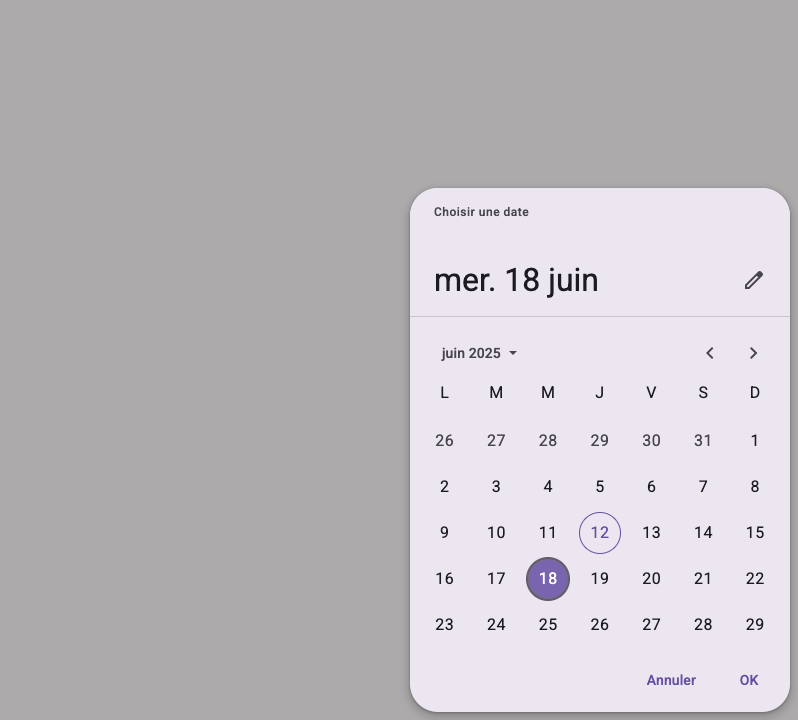 Choisir une date
mer. 18 juin
juin 2025
L M M J V S D
26 27 28 29 30 31 1
2 3 4 5 6 7 8
9 10 11 12 13 14 15
16 17 18 19 20 21 22
23 24 25 26 27 28 29
Annuler OK